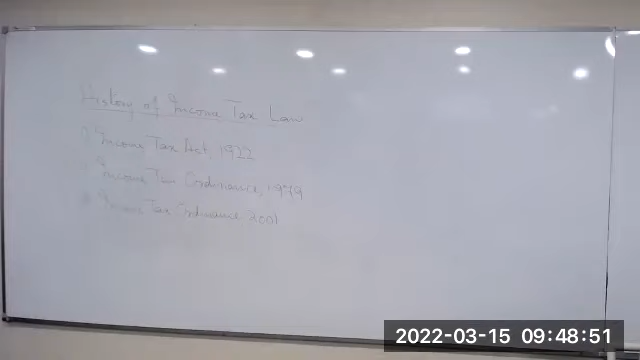 History of Income Tax Law
Income Tax Act, 1922
Income Tax Ordinance, 1979
Income Tax Ordinance 2001
2022-03-15 09:48:51